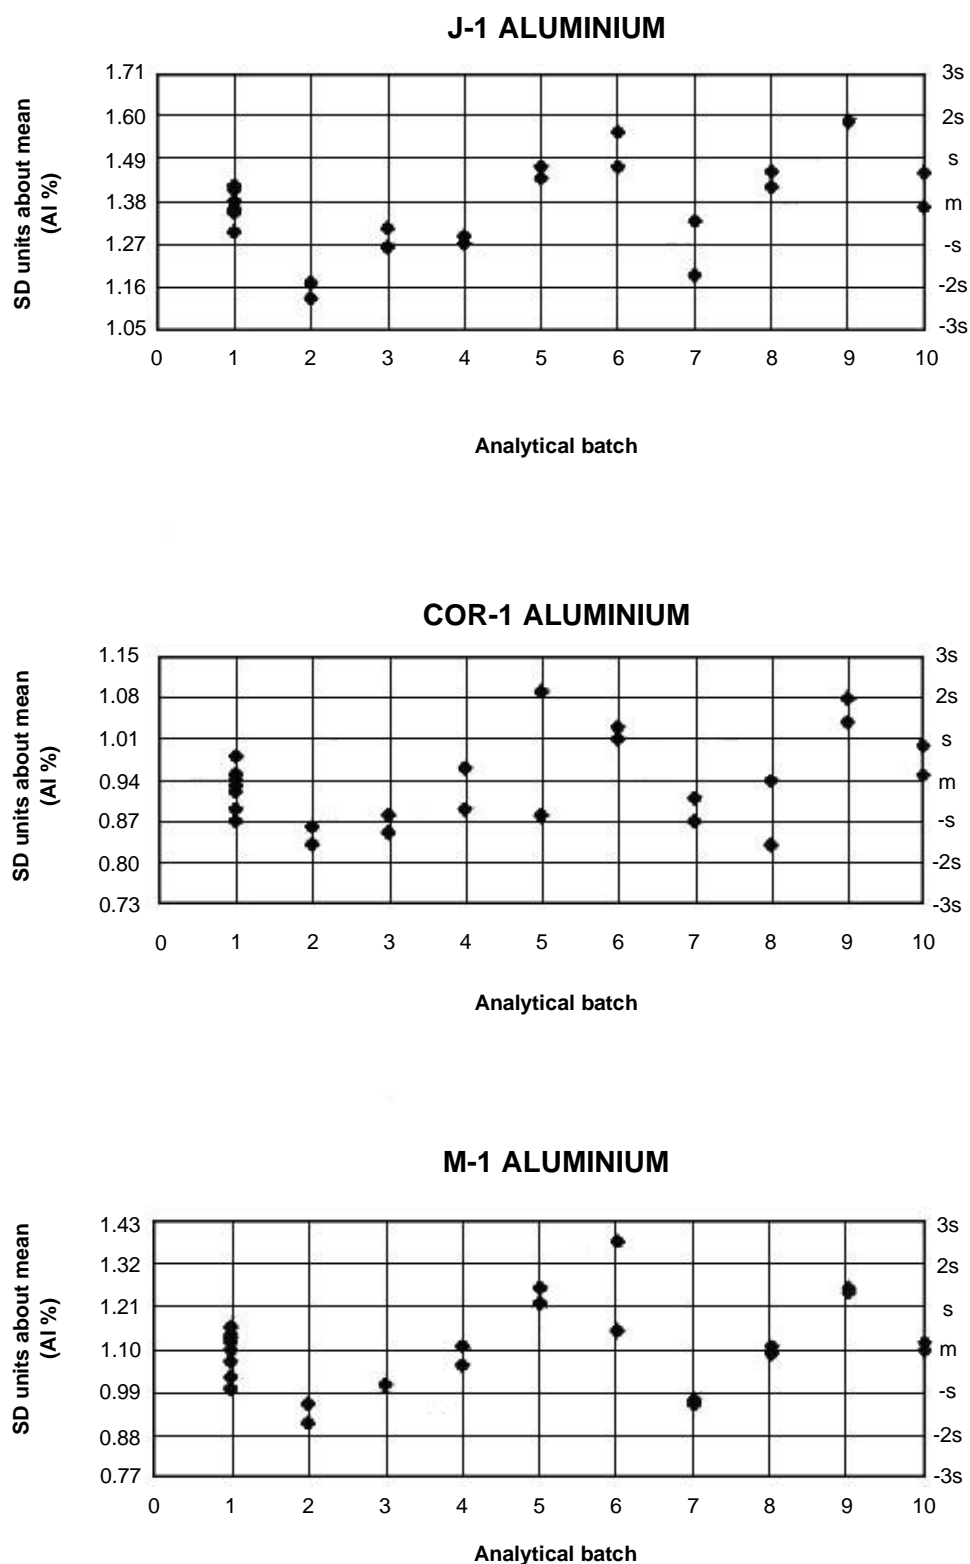 J-1 ALUMINIUM
SD units about mean
(Al %)
1.71
1.60
1.49
1.38
1.27
1.16
1.05
3s
2s
s
m
-s
-2s
-3s
0 1 2 3 4 5 6 7 8 9 10
Analytical batch
COR-1 ALUMINIUM
SD units about mean
(Al %)
1.15
1.08
1.01
0.94
0.87
0.80
0.73
3s
2s
s
m
-s
-2s
-3s
0 1 2 3 4 5 6 7 8 9 10
Analytical batch
M-1 ALUMINIUM
SD units about mean
(Al %)
1.43
1.32
1.21
1.10
0.99
0.88
0.77
3s
2s
s
m
-s
-2s
-3s
0 1 2 3 4 5 6 7 8 9 10
Analytical batch